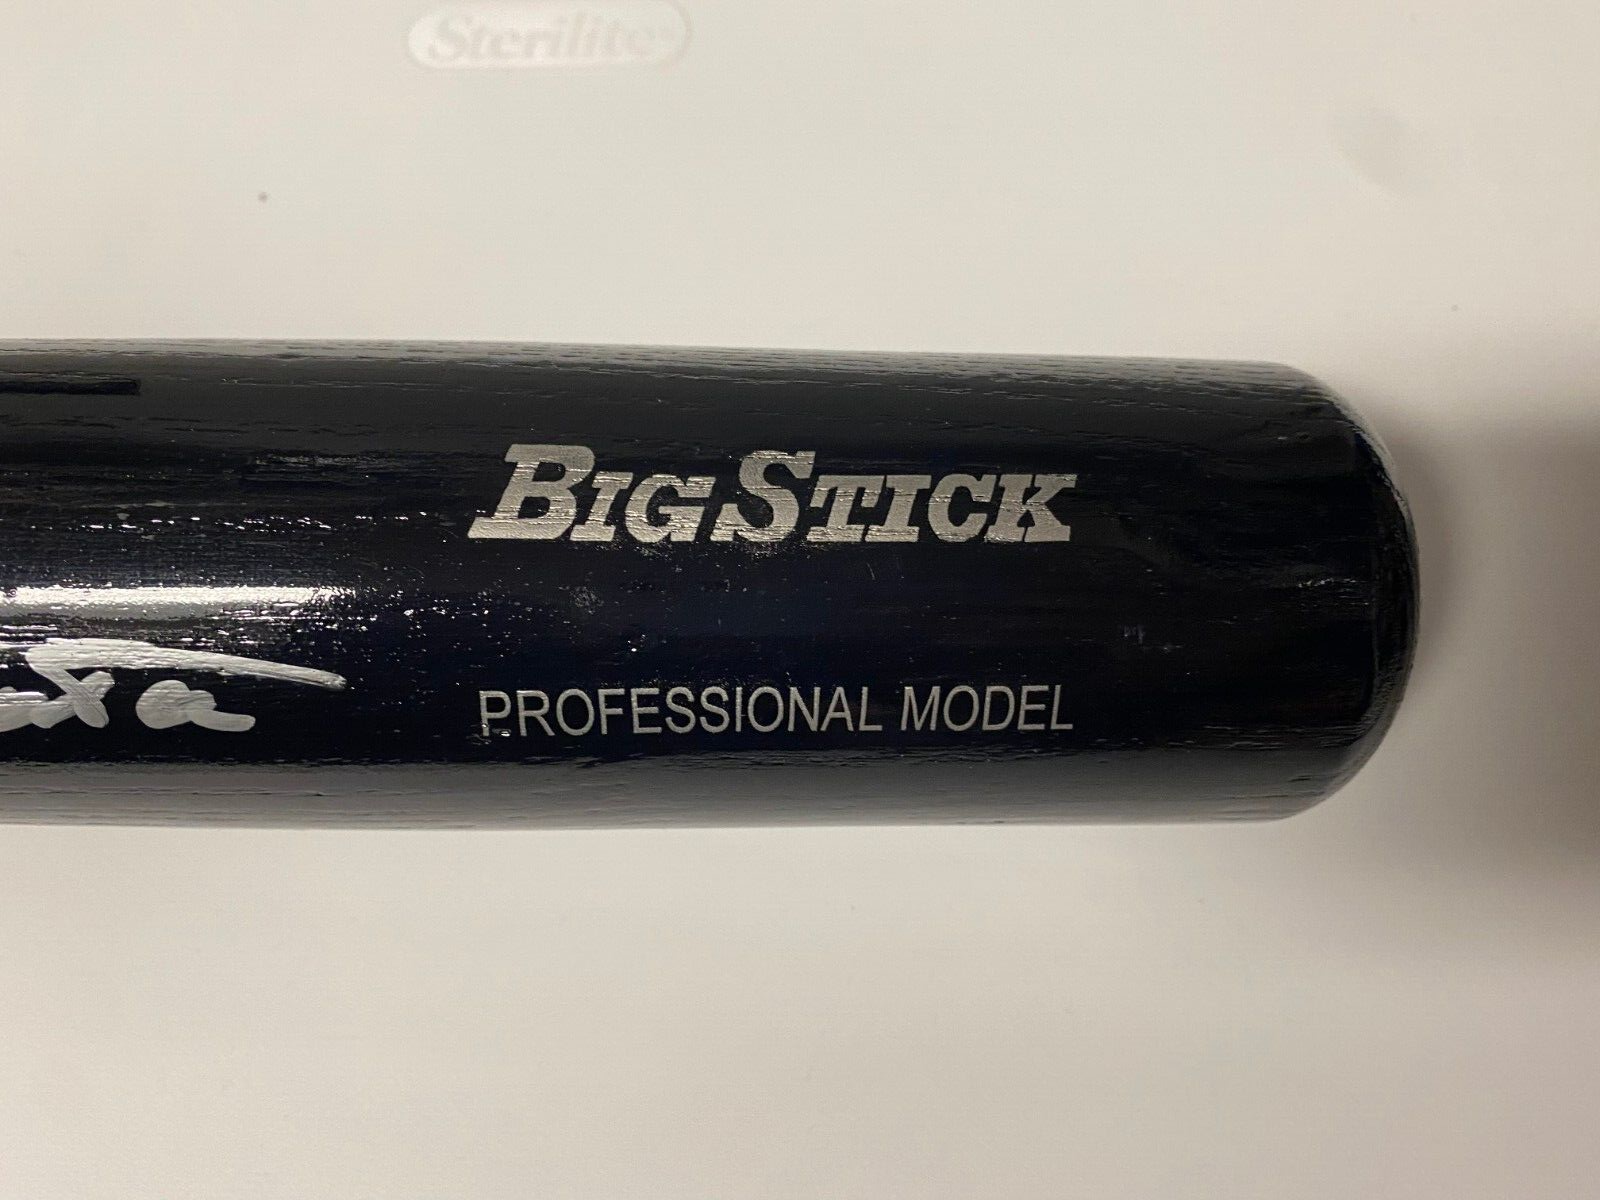 Sterilite
BIGSTICK
PROFESSIONAL MODEL